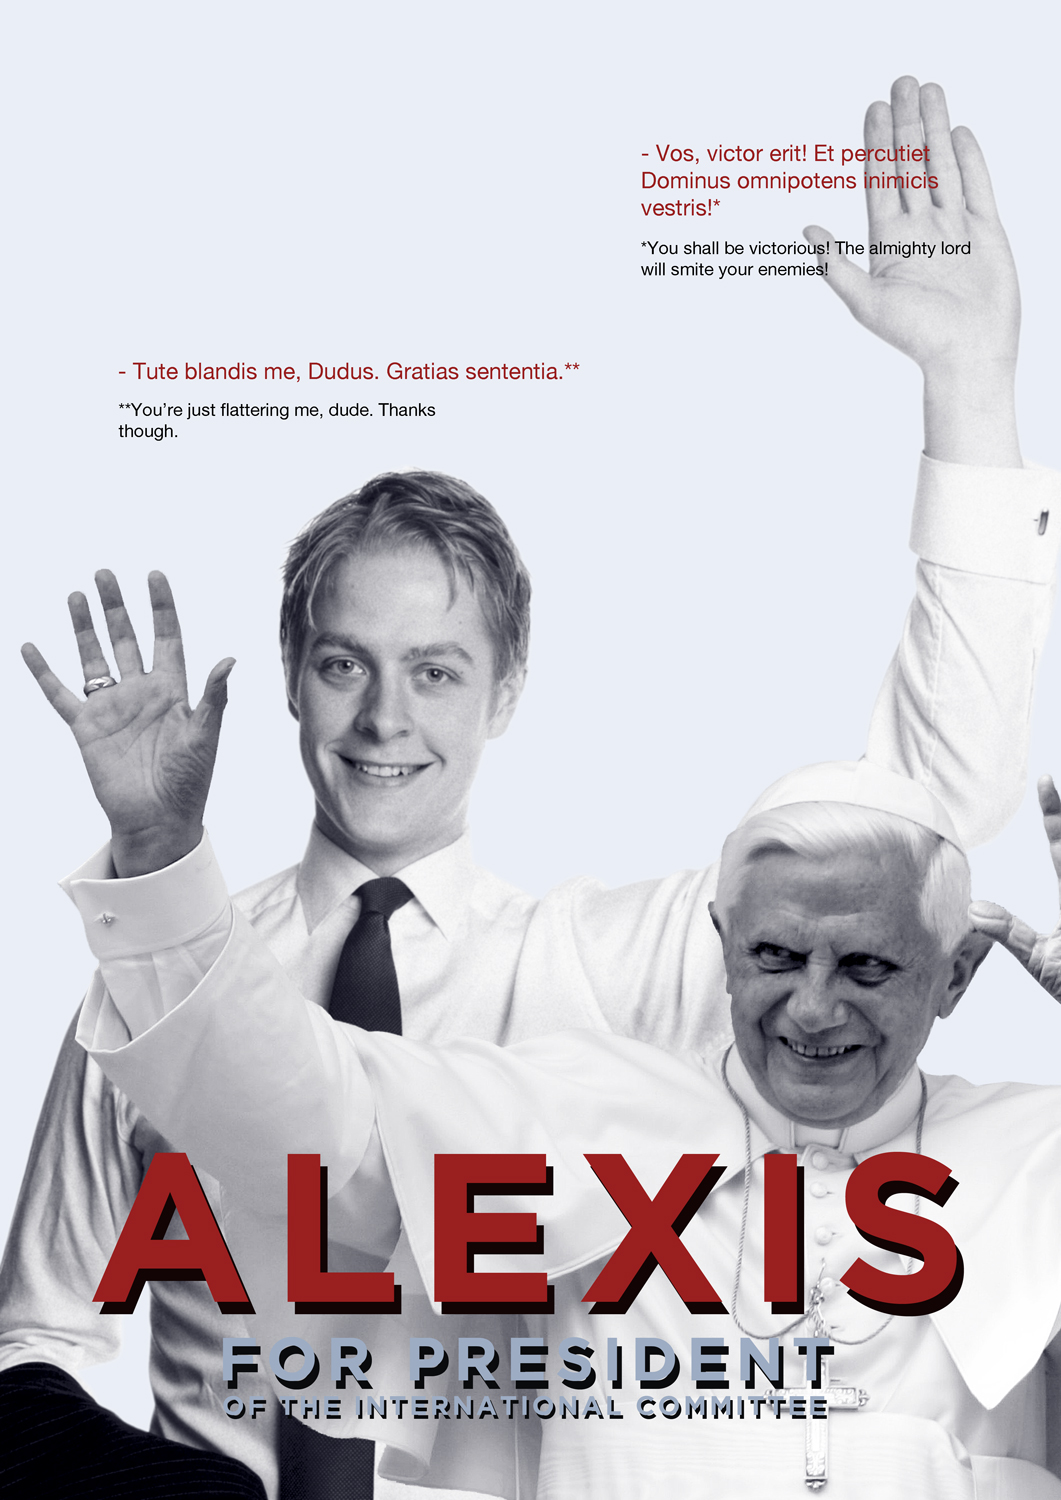 - Vos, victor erit! Et percutiet
Dominus omnipotens inimicis
vestris!*
*You shall be victorious! The almighty lord
will smite your enemies!
- Tute blandis me, Dudus. Gratias sententia.**
**You're just flattering me, dude. Thanks
though.
ALEXIS
FOR PRESIDENT
OF THE INTERNATIONAL COMMITTEE